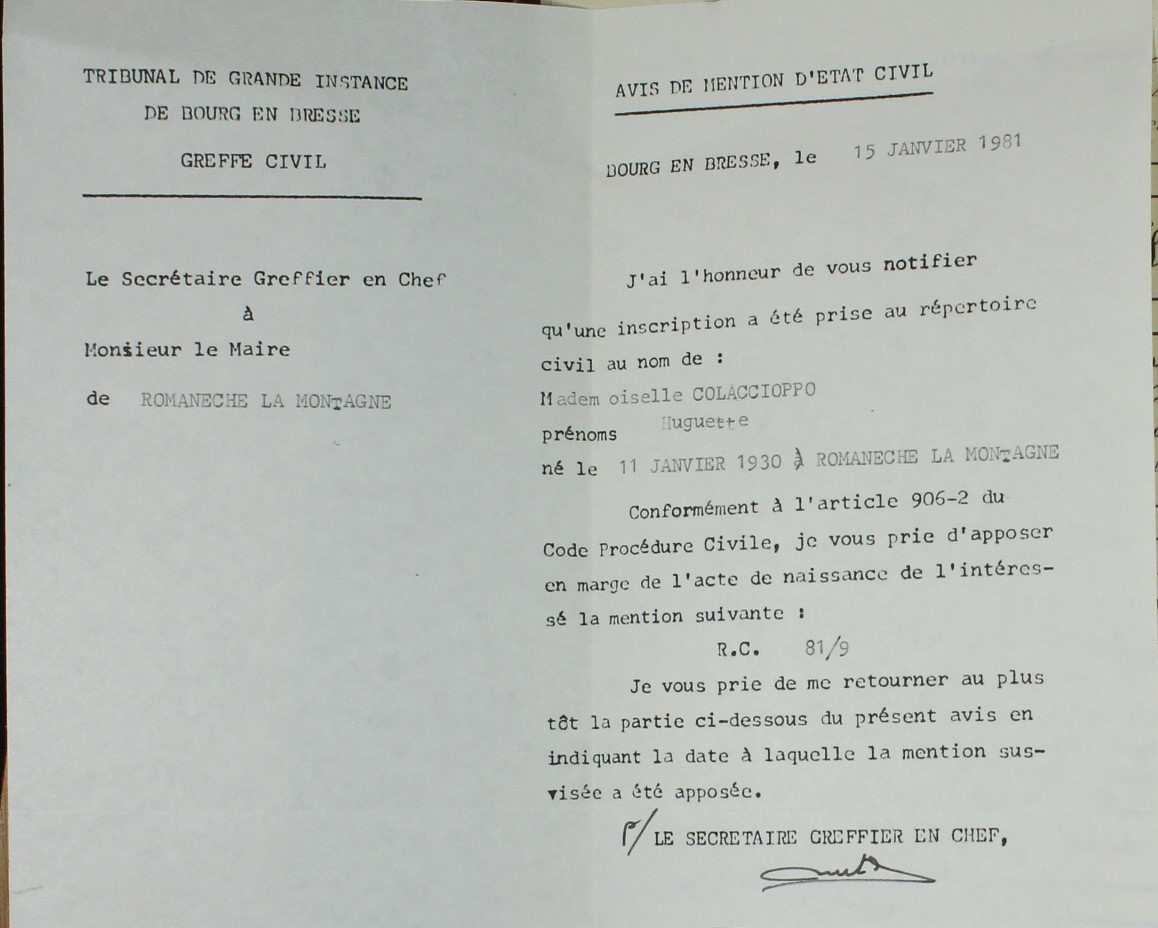 TRIBUNAL DE GRANDE INSTANCE
DE BOURG EN BRESSE
GREFFE CIVIL
Le Secrétaire Greffier en Chef
à
Monsieur le Maire
de ROMANECHE LA MONTAGNE
AVIS DE MENTION D'ETAT CIVIL
BOURG EN BRESSE, le 15 JANVIER 1981
J'ai l'honneur de vous notifier
qu'une inscription a été prise au répertoire
civil au nom de :
Madem oiselle COLACCIOPPO
prénoms Huguette
né le 11 JANVIER 1930 à ROMANECHE LA MONTAGNE
Conformément à l'article 906-2 du
Code Procédure Civile, je vous prie d'apposer
en marge de l'acte de naissance de l'intéres-
sé la mention suivante :
R.C. 81/9
Je vous prie de me retourner au plus
tôt la partie ci-dessous du présent avis en
indiquant la date à laquelle la mention sus-
visée a été apposée.
P/ LE SECRETAIRE GREFFIER EN CHEF,